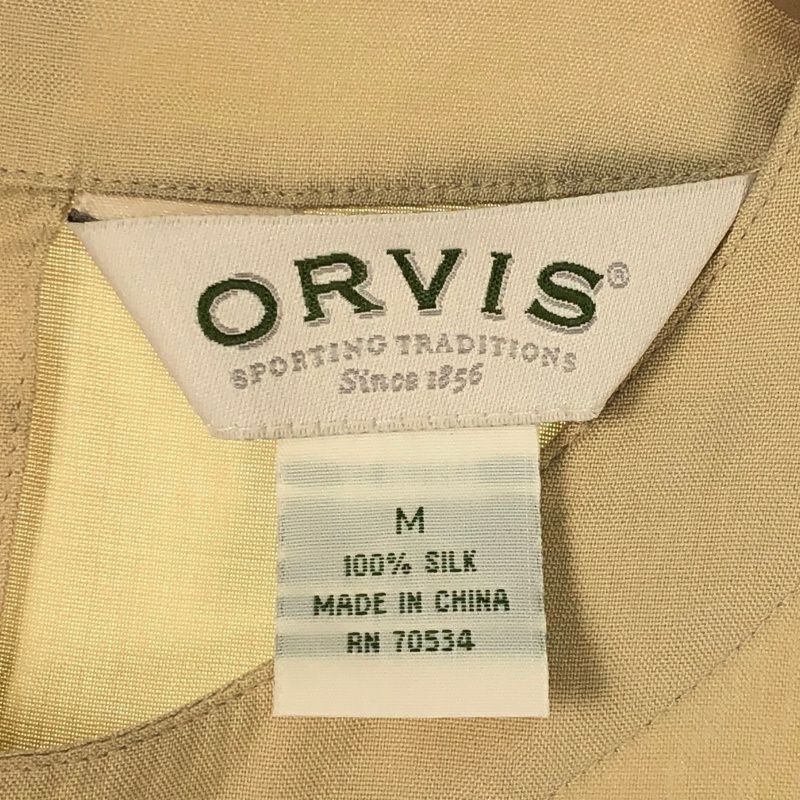 ORVIS®
SPORTING TRADITIONS
Since 1856
M
100% SILK
MADE IN CHINA
RN 70534